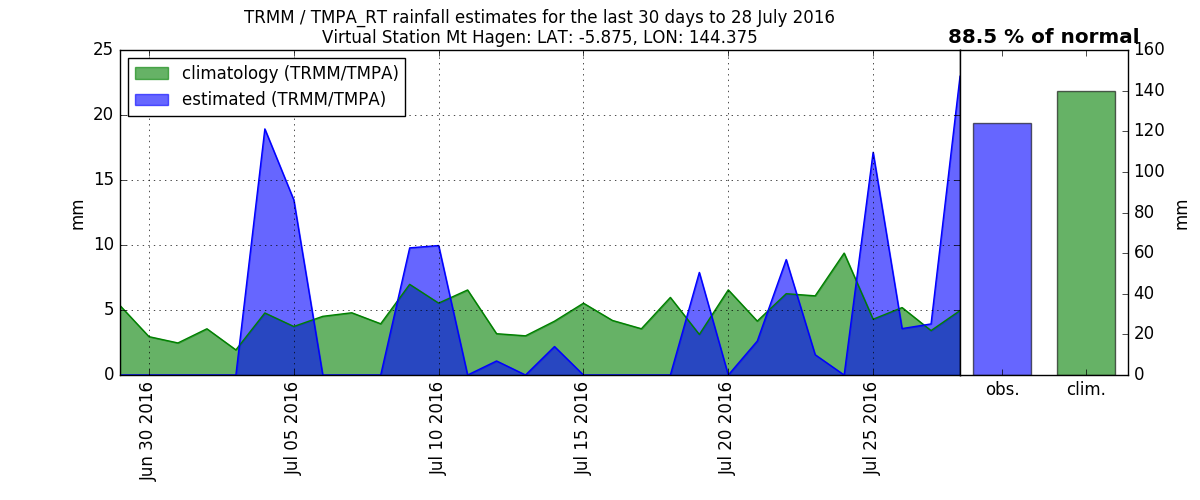 TRMM / TMPA_RT rainfall estimates for the last 30 days to 28 July 2016
Virtual Station Mt Hagen: LAT: -5.875, LON: 144.375
88.5 % of normal
climatology (TRMM/TMPA)
estimated (TRMM/TMPA)
25
20
15
10
5
0
mm
160
140
120
100
80
60
40
20
0
mm
Jun 30 2016
Jul 05 2016
Jul 10 2016
Jul 15 2016
Jul 20 2016
Jul 25 2016
obs.
clim.